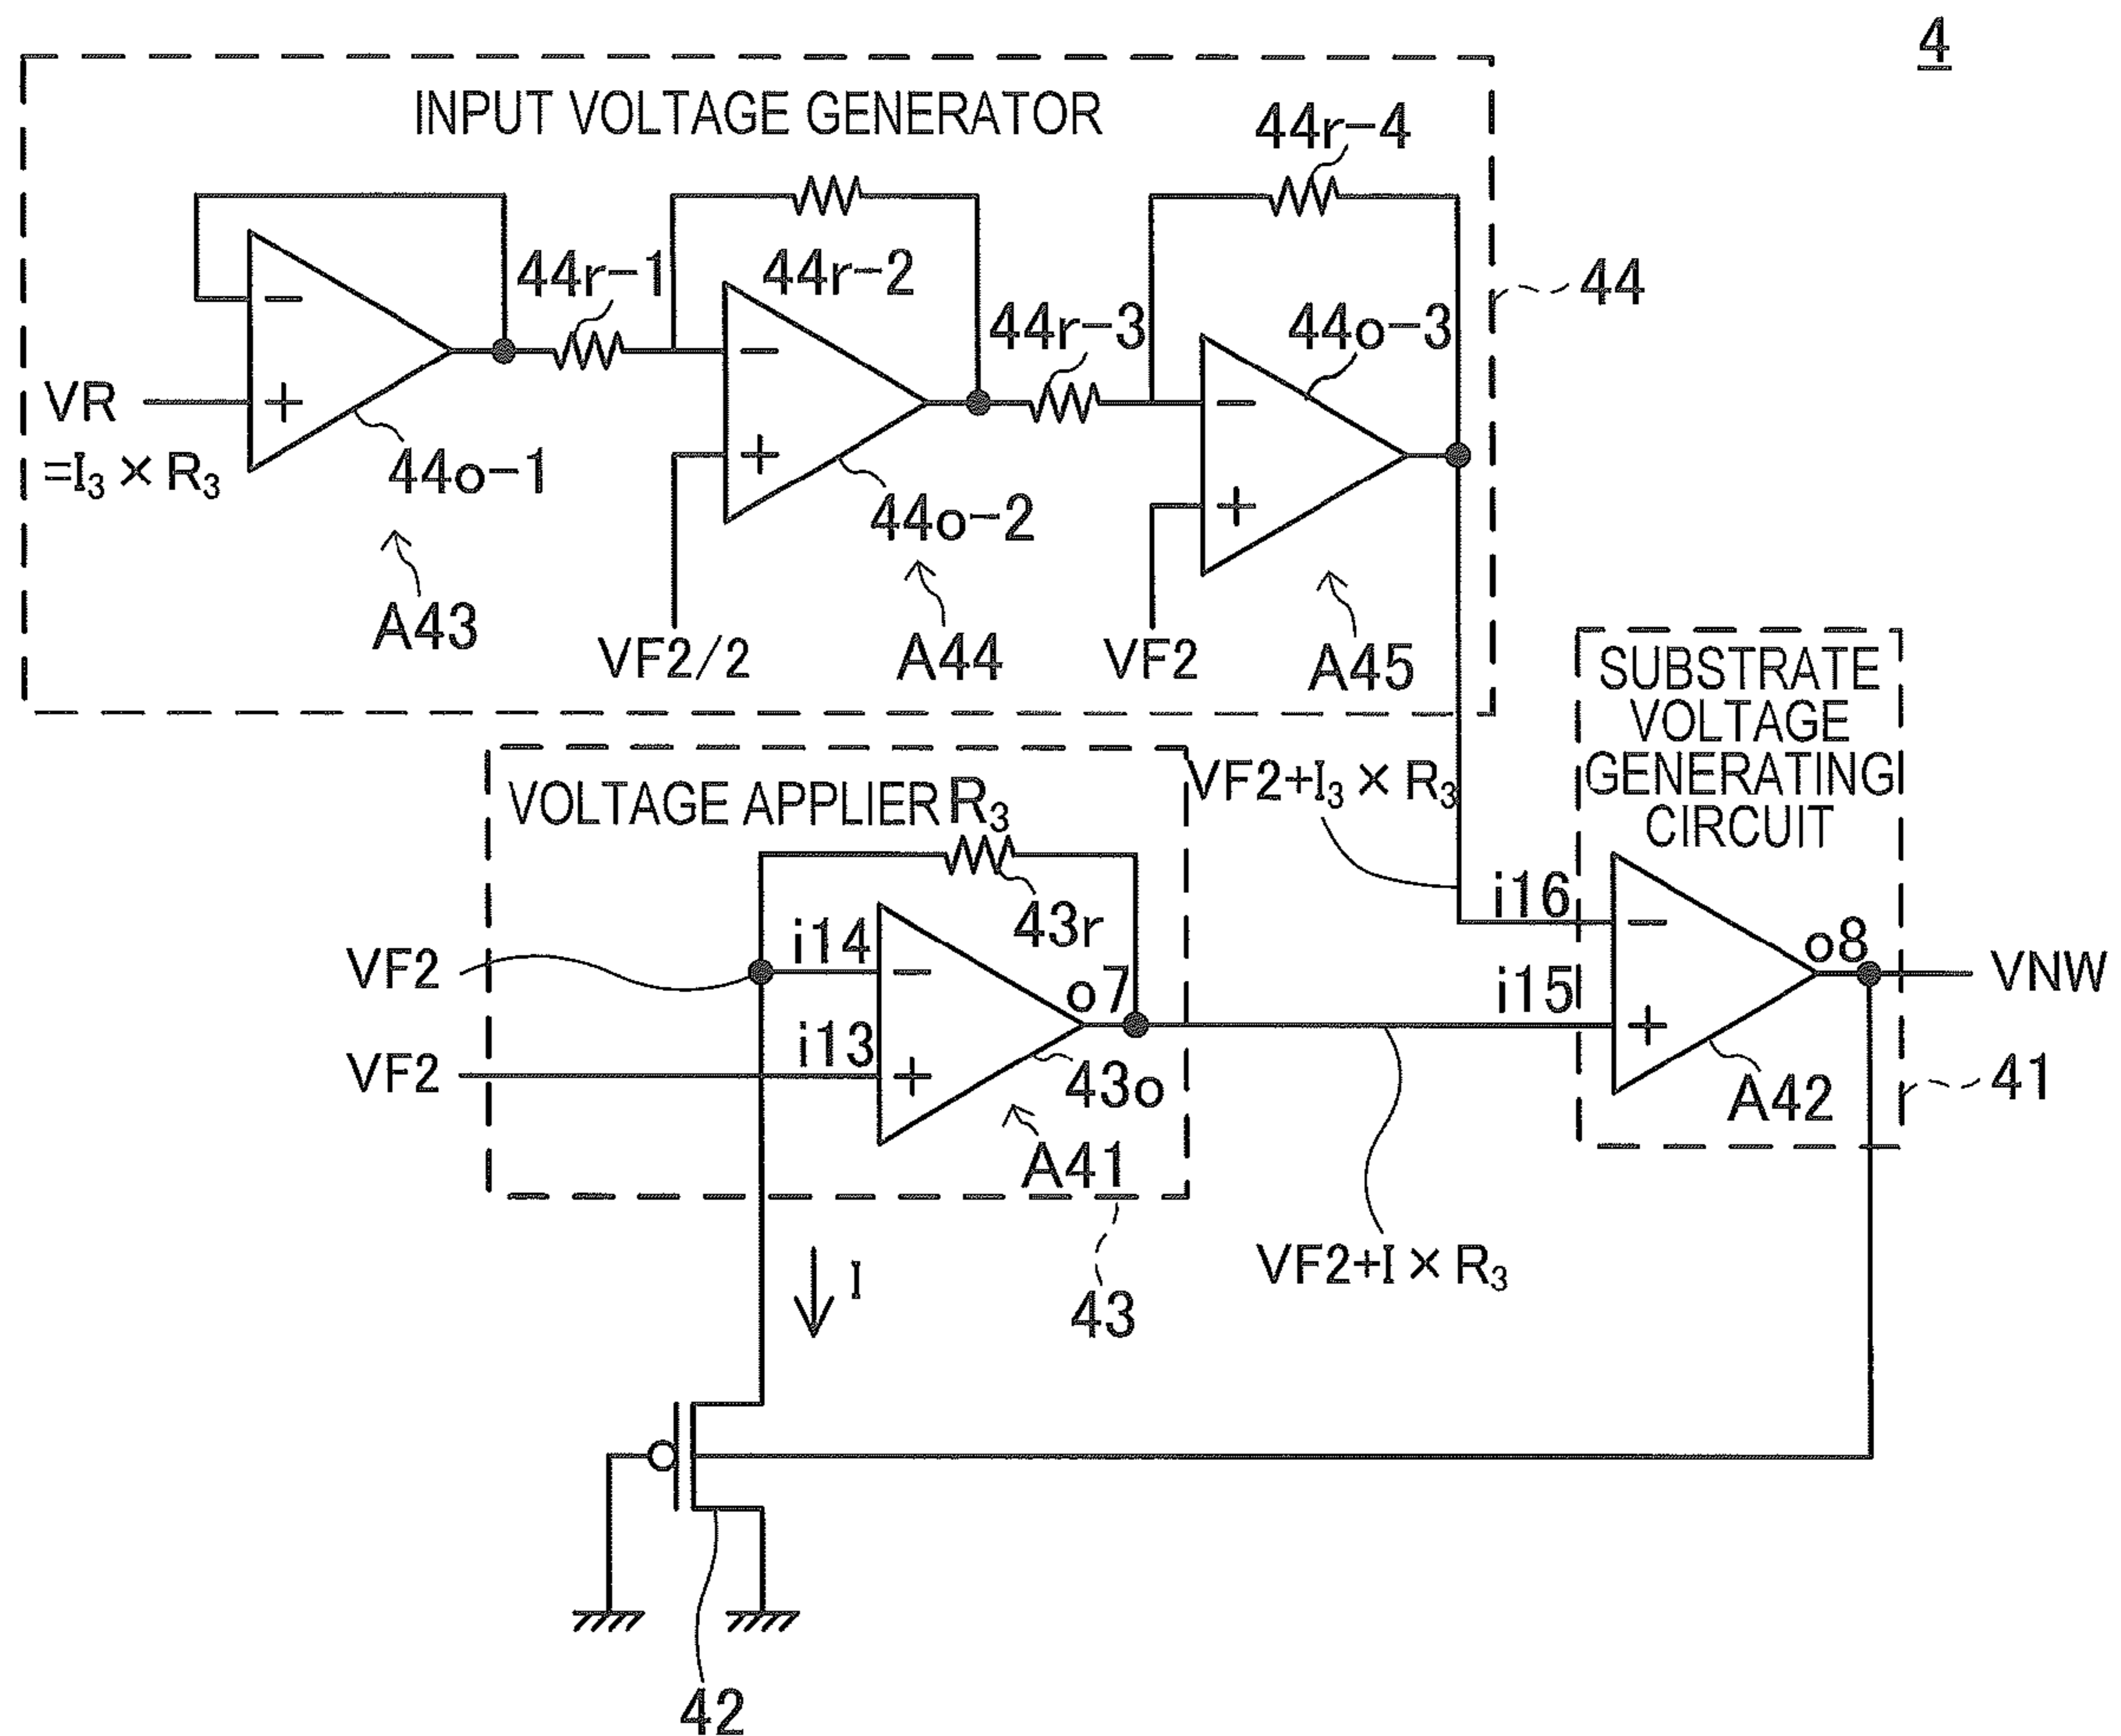 4
INPUT VOLTAGE GENERATOR
44r-4
44r-1
44r-2
44r-3
44o-3
44
−
−
−
VR
=I₃ × R₃
+
+
+
44o-1
44o-2
A43
A44
A45
VF2/2
VF2
SUBSTRATE
VOLTAGE
GENERATING
CIRCUIT
VOLTAGE APPLIER R₃
VF2+I₃ × R₃
43r
i16
−
o8
VNW
VF2
i14
−
o7
i15
+
VF2
i13
+
43o
A42
41
A41
VF2+I × R₃
I
43
42